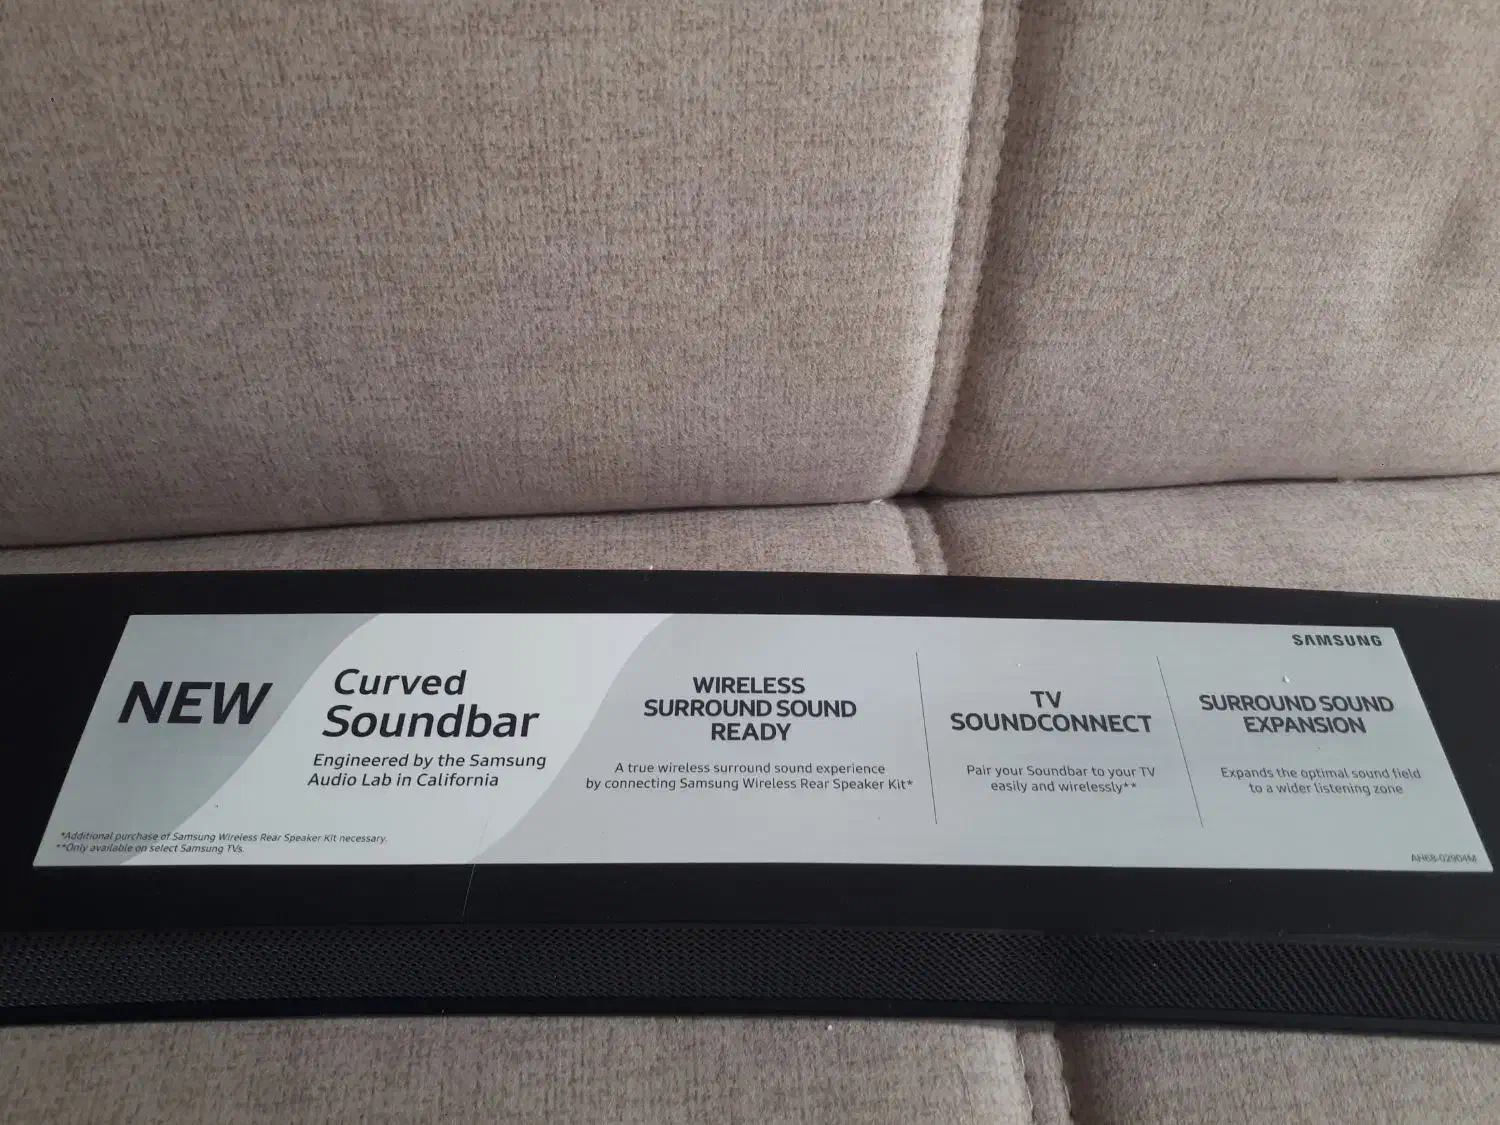 SAMSUNG
NEW
Curved
Soundbar
Engineered by the Samsung
Audio Lab in California
*Additional purchase of Samsung Wireless Rear Speaker Kit necessary.
**Only available on select Samsung TVs.
WIRELESS
SURROUND SOUND
READY
A true wireless surround sound experience
by connecting Samsung Wireless Rear Speaker Kit*
TV
SOUNDCONNECT
Pair your Soundbar to your TV
easily and wirelessly**
SURROUND SOUND
EXPANSION
Expands the optimal sound field
to a wider listening zone
AH68-02904M